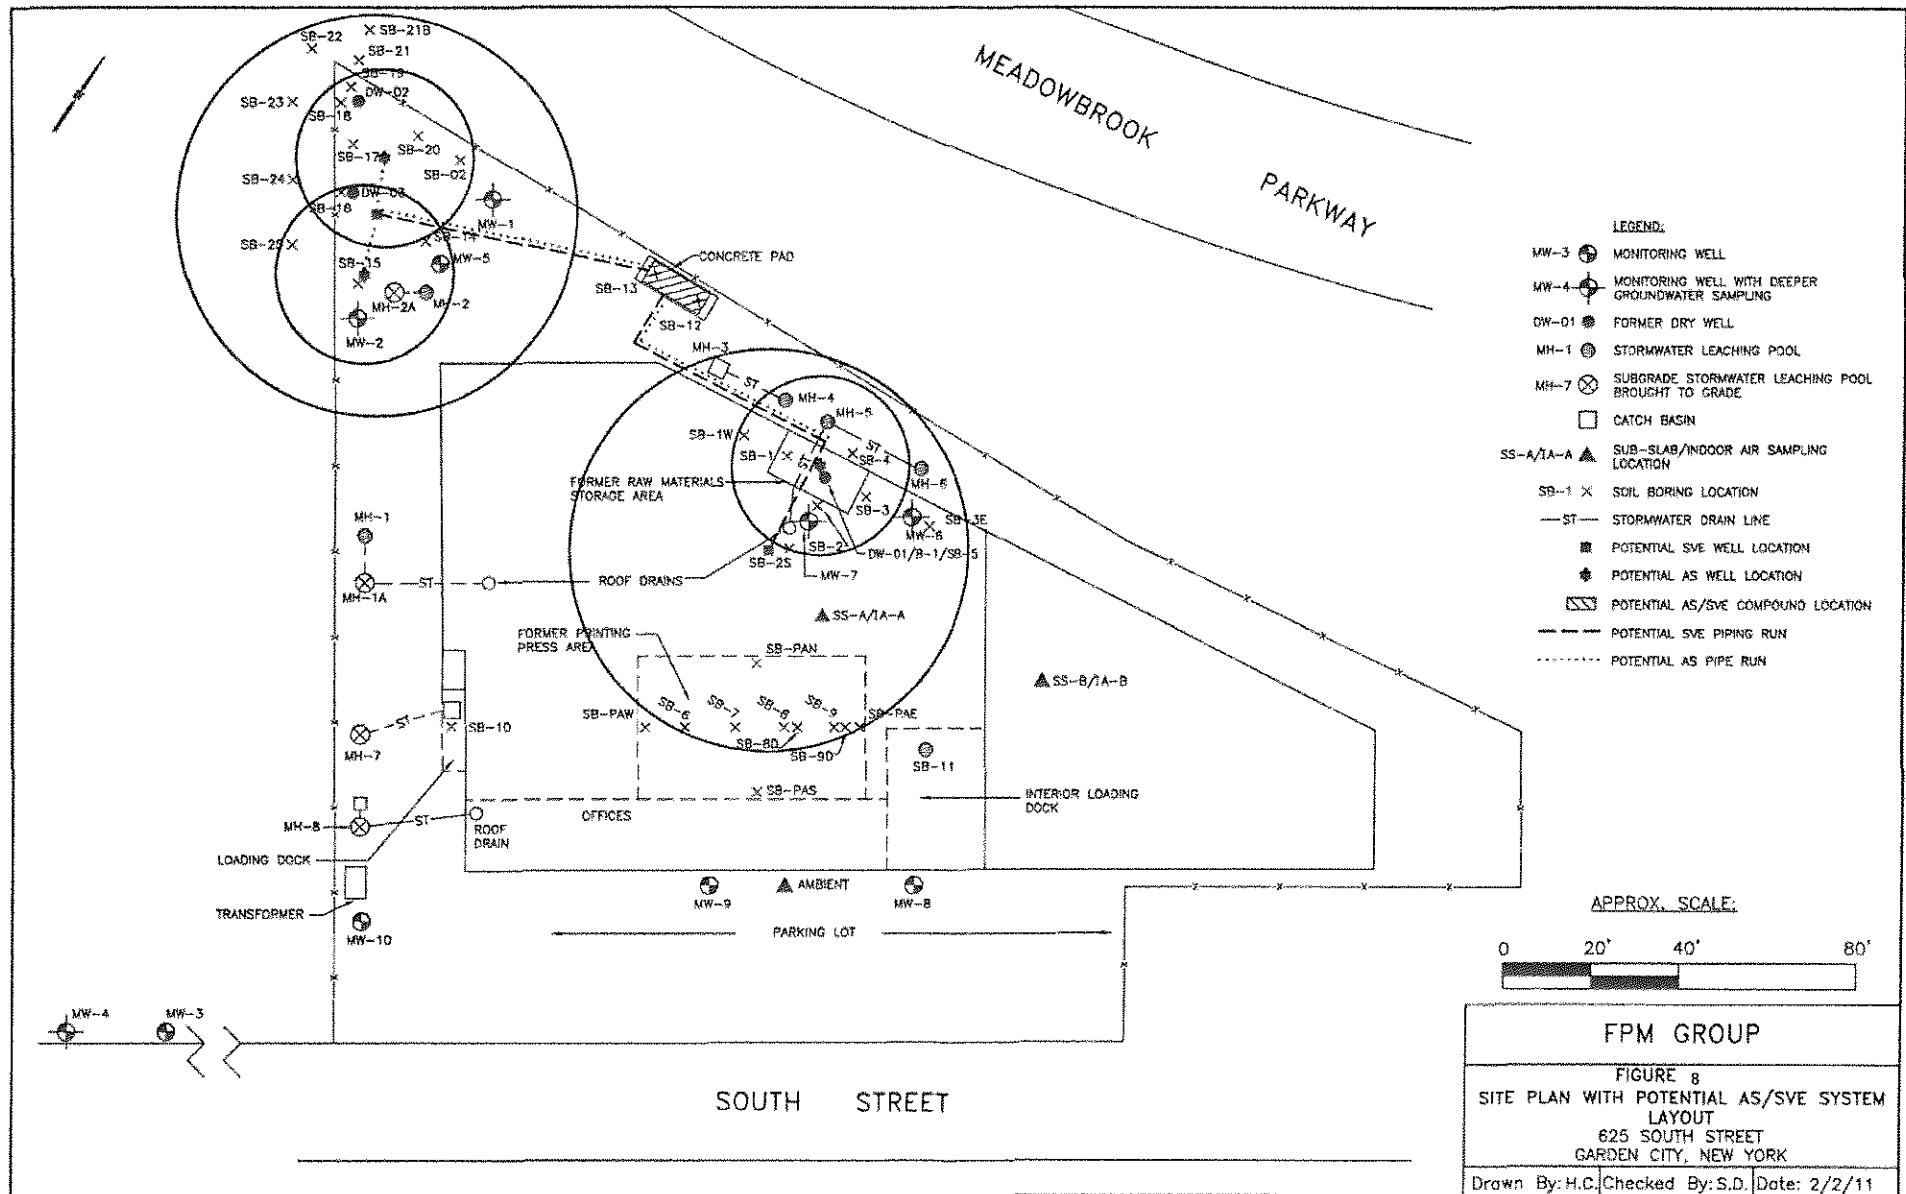 SB-22
SB-21B
SB-21
SB-19
DW-02
SB-23
SB-18
SB-17
SB-20
SB-02
SB-24
DW-03
SB-16
MW-1
SB-25
SB-14
SB-15
MW-5
MH-2A
MH-2
MW-2
MEADOWBROOK
PARKWAY
CONCRETE PAD
SB-13
SB-12
MH-3
ST
MH-4
MH-5
SB-1W
ST
SB-1
SB-4
ST
MH-6
FORMER RAW MATERIALS
STORAGE AREA
SB-3
SB-3E
MW-6
SB-2
DW-01/B-1/SB-5
SB-2S
MW-7
MH-1
ST
ROOF DRAINS
MH-1A
SS-A/IA-A
FORMER PRINTING
PRESS AREA
SB-PAN
SS-B/IA-B
SB-PAW
SB-6
SB-7
SB-8
SB-9
SB-PAE
SB-8D
SB-9D
ST
SB-10
MH-7
SB-11
SB-PAS
INTERIOR LOADING
DOCK
OFFICES
MH-8
ST
ROOF
DRAIN
LOADING DOCK
TRANSFORMER
MW-9
AMBIENT
MW-8
MW-10
PARKING LOT
MW-4
MW-3
SOUTH STREET
LEGEND:
MW-3 MONITORING WELL
MW-4 MONITORING WELL WITH DEEPER
GROUNDWATER SAMPLING
DW-01 FORMER DRY WELL
MH-1 STORMWATER LEACHING POOL
MH-7 SUBGRADE STORMWATER LEACHING POOL
BROUGHT TO GRADE
CATCH BASIN
SS-A/IA-A SUB-SLAB/INDOOR AIR SAMPLING
LOCATION
SB-1 SOIL BORING LOCATION
ST STORMWATER DRAIN LINE
POTENTIAL SVE WELL LOCATION
POTENTIAL AS WELL LOCATION
POTENTIAL AS/SVE COMPOUND LOCATION
POTENTIAL SVE PIPING RUN
POTENTIAL AS PIPE RUN
APPROX. SCALE:
0 20' 40' 80'
FPM GROUP
FIGURE 8
SITE PLAN WITH POTENTIAL AS/SVE SYSTEM
LAYOUT
625 SOUTH STREET
GARDEN CITY, NEW YORK
Drawn By: H.C. Checked By: S.D. Date: 2/2/11